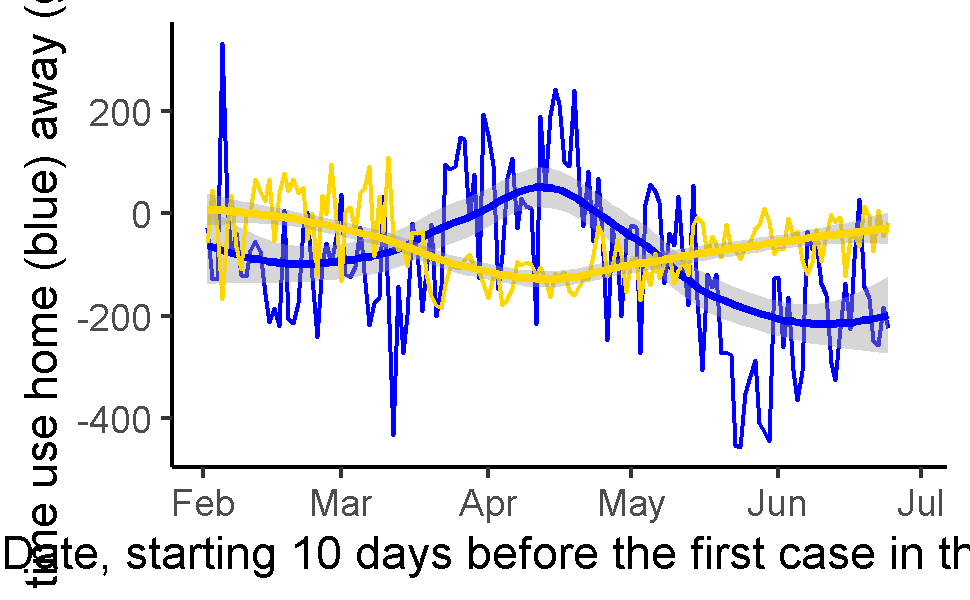 time use home (blue) away (
200
0
-200
-400
Feb Mar Apr May Jun Jul
Date, starting 10 days before the first case in th